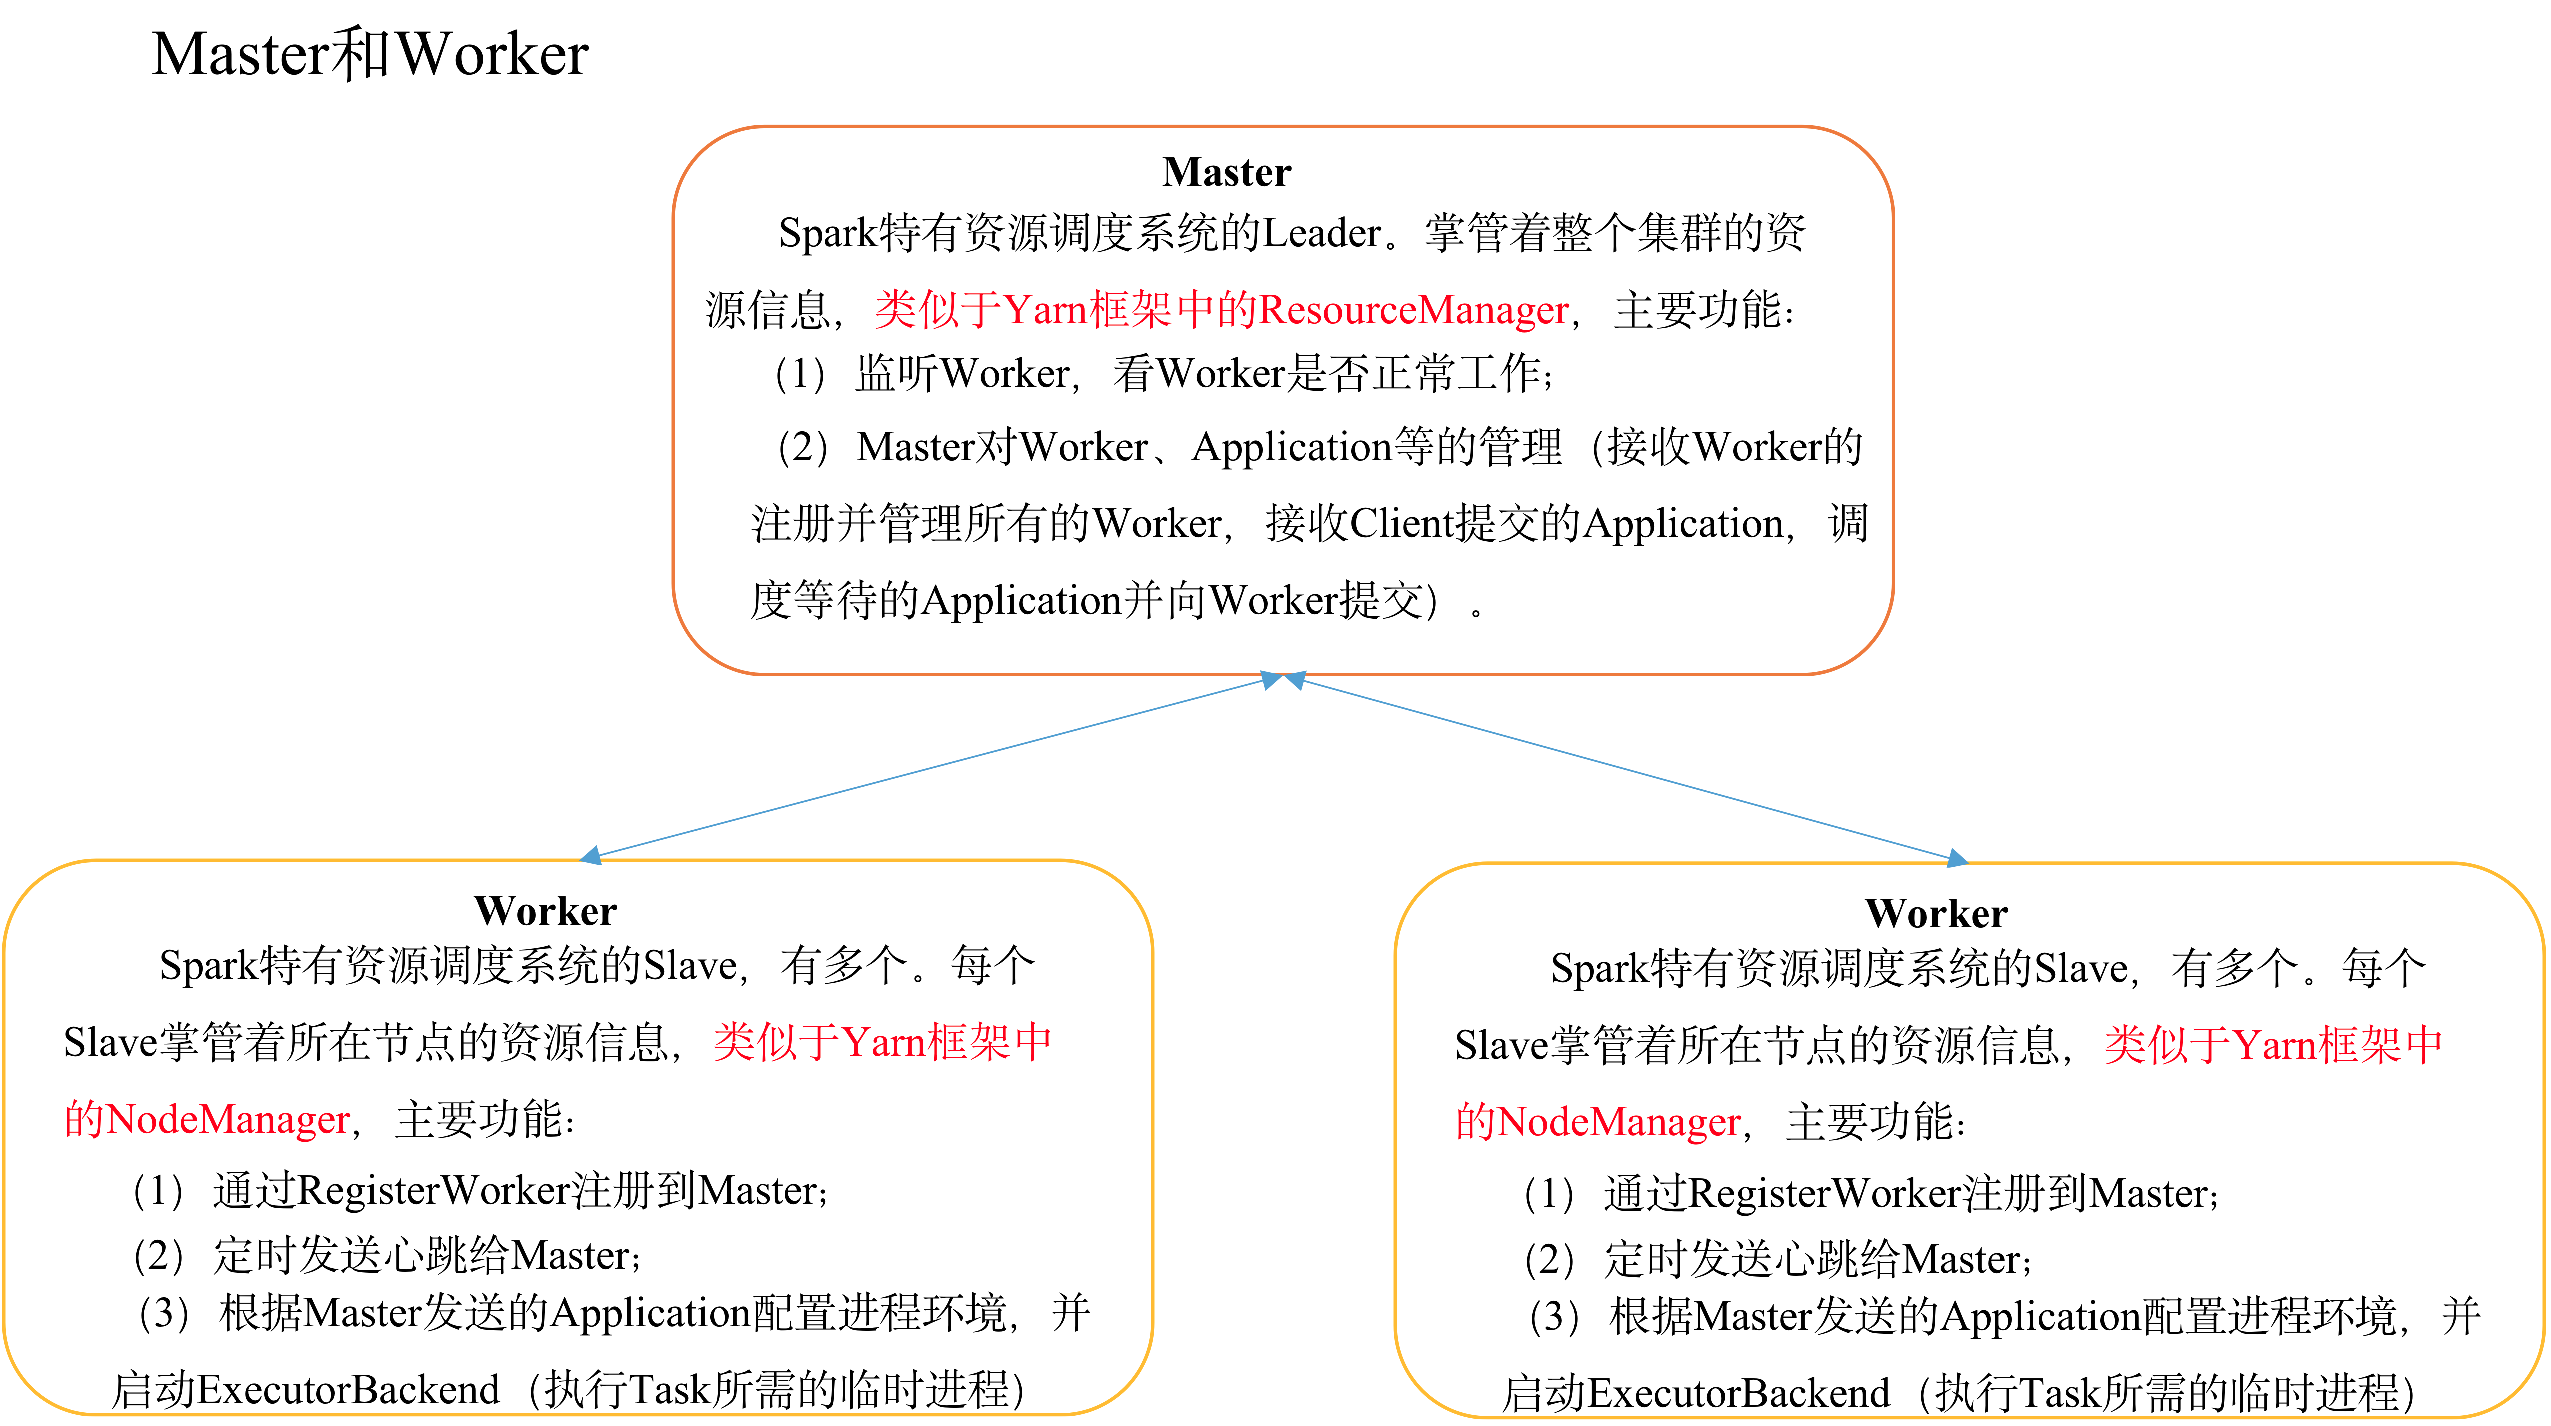 Master和Worker
Master
Spark特有资源调度系统的Leader。掌管着整个集群的资
源信息，类似于Yarn框架中的ResourceManager，主要功能：
（1）监听Worker，看Worker是否正常工作；
（2）Master对Worker、Application等的管理（接收Worker的
注册并管理所有的Worker，接收Client提交的Application，调
度等待的Application并向Worker提交）。
Worker
Spark特有资源调度系统的Slave，有多个。每个
Slave掌管着所在节点的资源信息，类似于Yarn框架中
的NodeManager，主要功能：
（1）通过RegisterWorker注册到Master；
（2）定时发送心跳给Master；
（3）根据Master发送的Application配置进程环境，并
启动ExecutorBackend（执行Task所需的临时进程）
Worker
Spark特有资源调度系统的Slave，有多个。每个
Slave掌管着所在节点的资源信息，类似于Yarn框架中
的NodeManager，主要功能：
（1）通过RegisterWorker注册到Master；
（2）定时发送心跳给Master；
（3）根据Master发送的Application配置进程环境，并
启动ExecutorBackend（执行Task所需的临时进程）